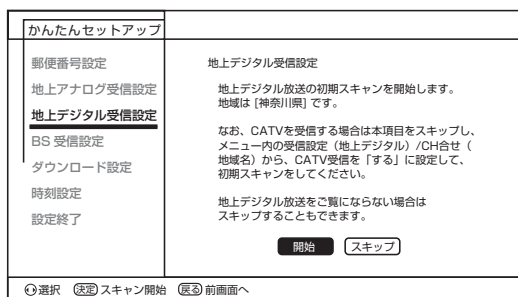 かんたんセットアップ
郵便番号設定
地上アナログ受信設定
地上デジタル受信設定
BS 受信設定
ダウンロード設定
時刻設定
設定終了
地上デジタル受信設定
地上デジタル放送の初期スキャンを開始します。
地域は [神奈川県] です。
なお、CATVを受信する場合は本項目をスキップし、
メニュー内の受信設定（地上デジタル）/CH合せ（
地域名）から、CATV受信を「する」に設定して、
初期スキャンをしてください。
地上デジタル放送をご覧にならない場合は
スキップすることもできます。
開始 スキップ
選択 決定 スキャン開始 戻る 前画面へ